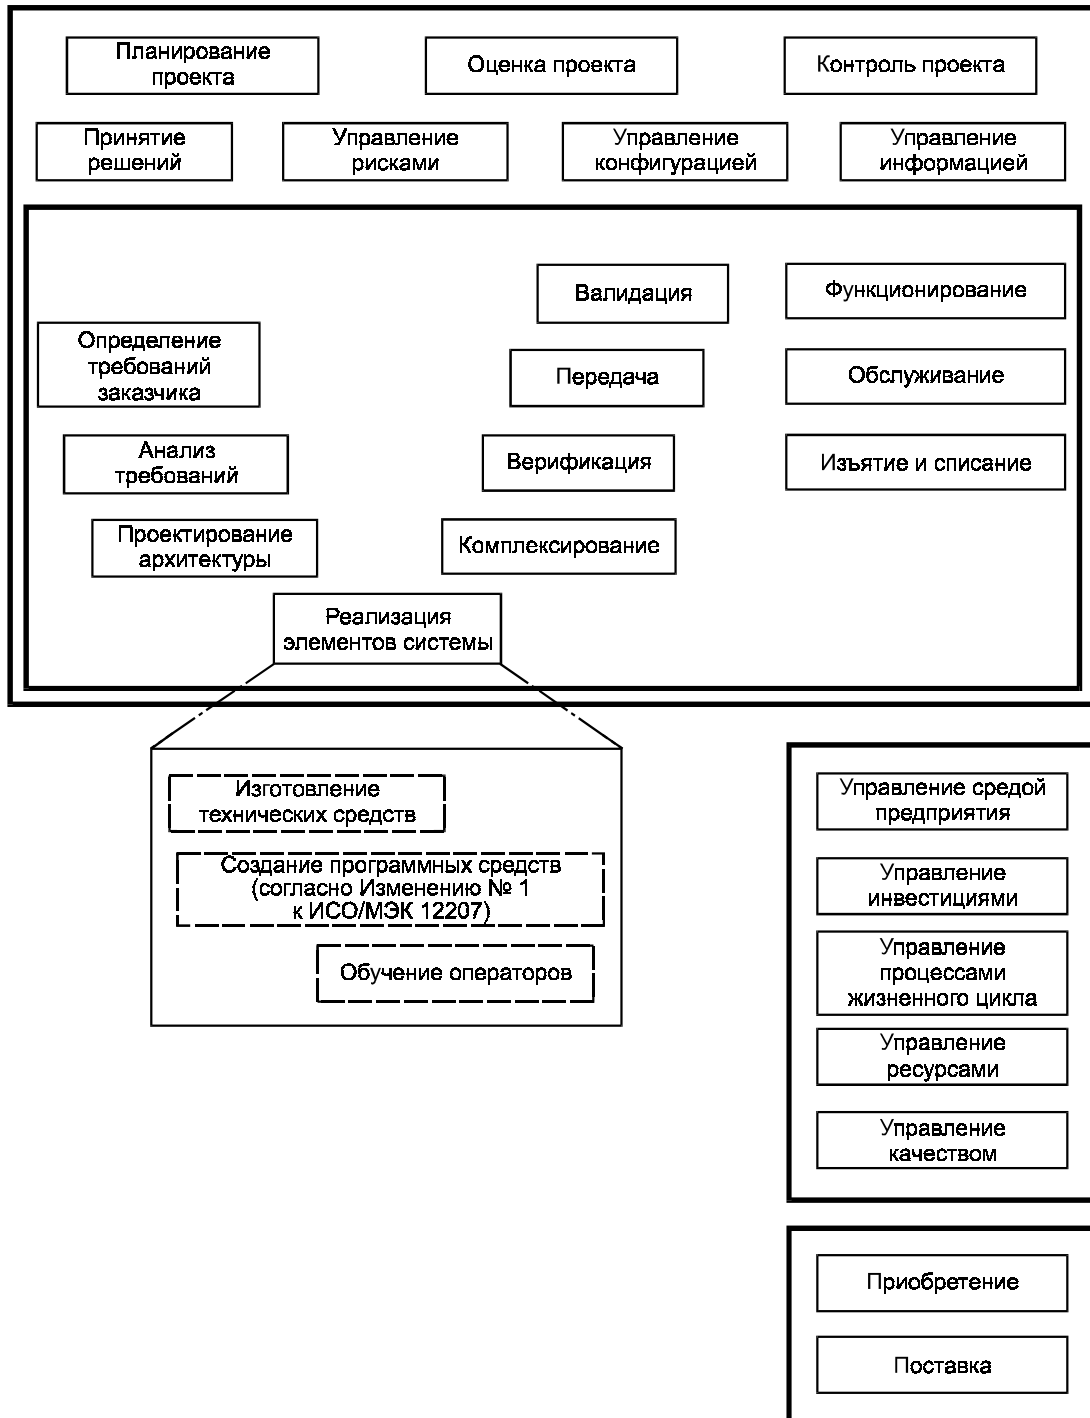 Планирование
проекта
Оценка проекта
Контроль проекта
Принятие
решений
Управление
рисками
Управление
конфигурацией
Управление
информацией
Валидация
Функционирование
Определение
требований
заказчика
Передача
Обслуживание
Анализ
требований
Верификация
Изъятие и списание
Проектирование
архитектуры
Комплексирование
Реализация
элементов системы
Изготовление
технических средств
Создание программных средств
(согласно Изменению № 1
к ИСО/МЭК 12207)
Обучение операторов
Управление средой
предприятия
Управление
инвестициями
Управление
процессами
жизненного цикла
Управление
ресурсами
Управление
качеством
Приобретение
Поставка